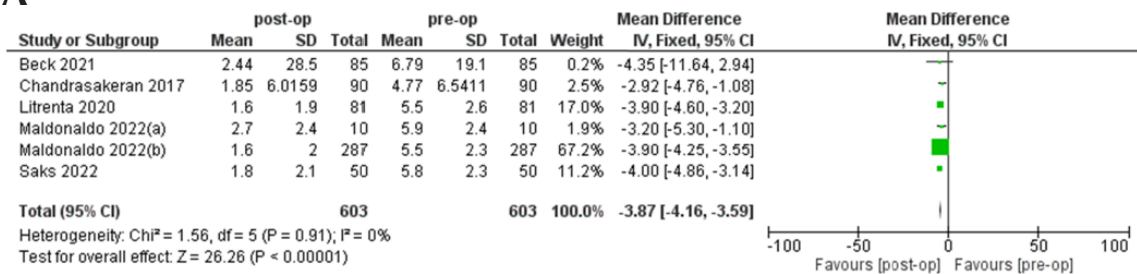 post-op pre-op Mean Difference Mean Difference
Study or Subgroup Mean SD Total Mean SD Total Weight IV, Fixed, 95% CI IV, Fixed, 95% CI
Beck 2021 2.44 28.5 85 6.79 19.1 85 0.2% -4.35 [-11.64, 2.94]
Chandrasakeran 2017 1.85 6.0159 90 4.77 6.5411 90 2.5% -2.92 [-4.76, -1.08]
Litrenta 2020 1.6 1.9 81 5.5 2.6 81 17.0% -3.90 [-4.60, -3.20]
Maldonaldo 2022(a) 2.7 2.4 10 5.9 2.4 10 1.9% -3.20 [-5.30, -1.10]
Maldonaldo 2022(b) 1.6 2 287 5.5 2.3 287 67.2% -3.90 [-4.25, -3.55]
Saks 2022 1.8 2.1 50 5.8 2.3 50 11.2% -4.00 [-4.86, -3.14]
Total (95% CI) 603 603 100.0% -3.87 [-4.16, -3.59]
Heterogeneity: Chi² = 1.56, df = 5 (P = 0.91); I² = 0%
Test for overall effect: Z = 26.26 (P < 0.00001)
-100 -50 0 50 100
Favours [post-op] Favours [pre-op]